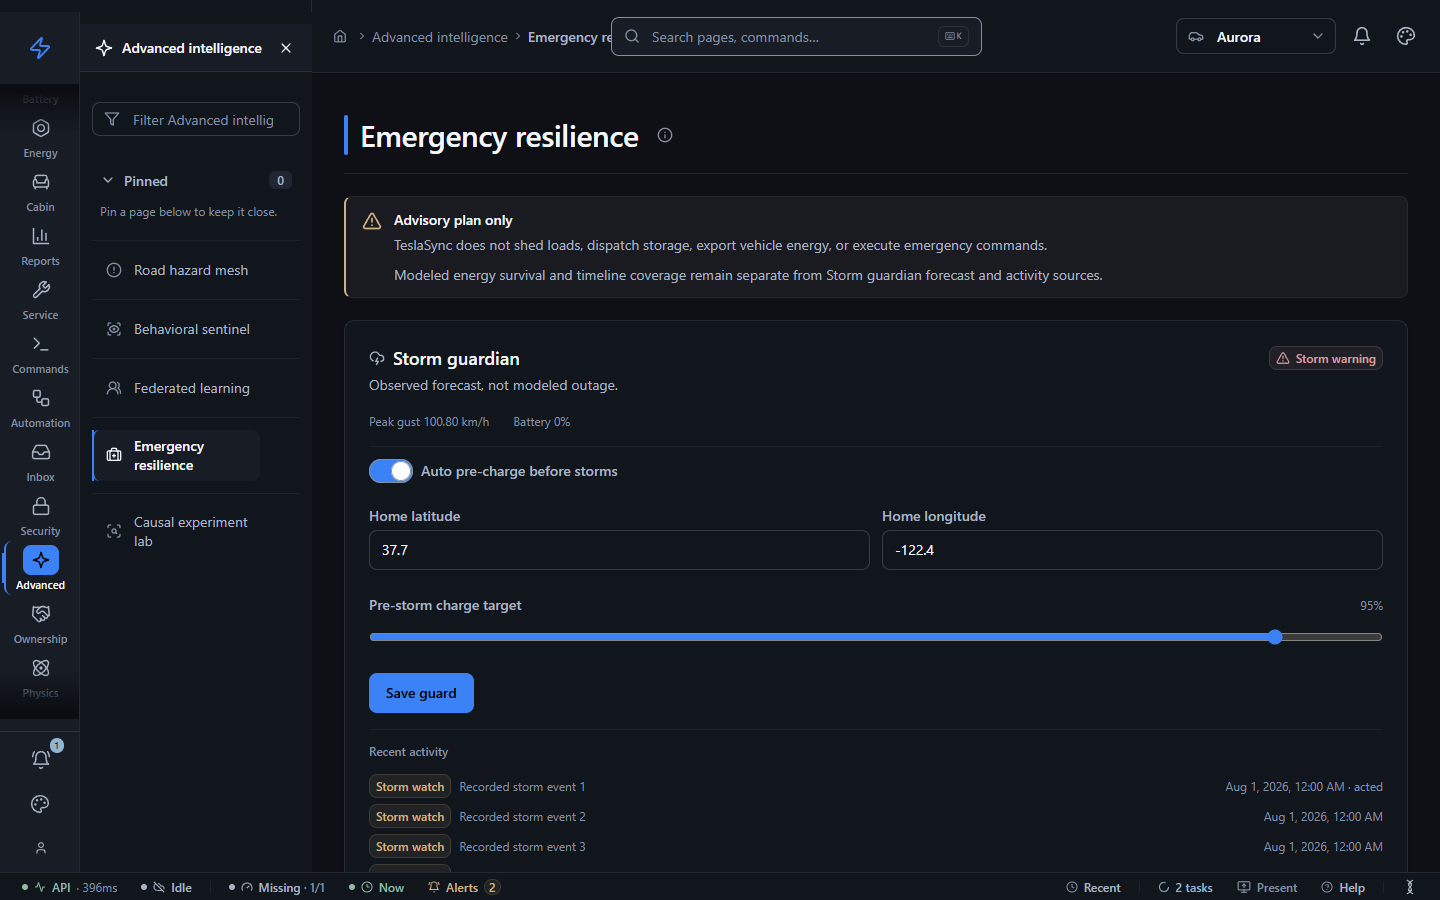 Advanced intelligence
Advanced intelligence
Emergency re
Search pages, commands...
K
Aurora
Battery
Energy
Cabin
Reports
Service
Commands
Automation
Inbox
Security
Advanced
Ownership
Physics
1
Filter Advanced intellig
Pinned
0
Pin a page below to keep it close.
Road hazard mesh
Behavioral sentinel
Federated learning
Emergency
resilience
Causal experiment
lab
Emergency resilience
Advisory plan only
TeslaSync does not shed loads, dispatch storage, export vehicle energy, or execute emergency commands.
Modeled energy survival and timeline coverage remain separate from Storm guardian forecast and activity sources.
Storm guardian
Storm warning
Observed forecast, not modeled outage.
Peak gust 100.80 km/h
Battery 0%
Auto pre-charge before storms
Home latitude
Home longitude
37.7
-122.4
Pre-storm charge target
95%
Save guard
Recent activity
Storm watch Recorded storm event 1 Aug 1, 2026, 12:00 AM · acted
Storm watch Recorded storm event 2 Aug 1, 2026, 12:00 AM
Storm watch Recorded storm event 3 Aug 1, 2026, 12:00 AM
API · 396ms
Idle
Missing · 1/1
Now
Alerts 2
Recent
2 tasks
Present
Help